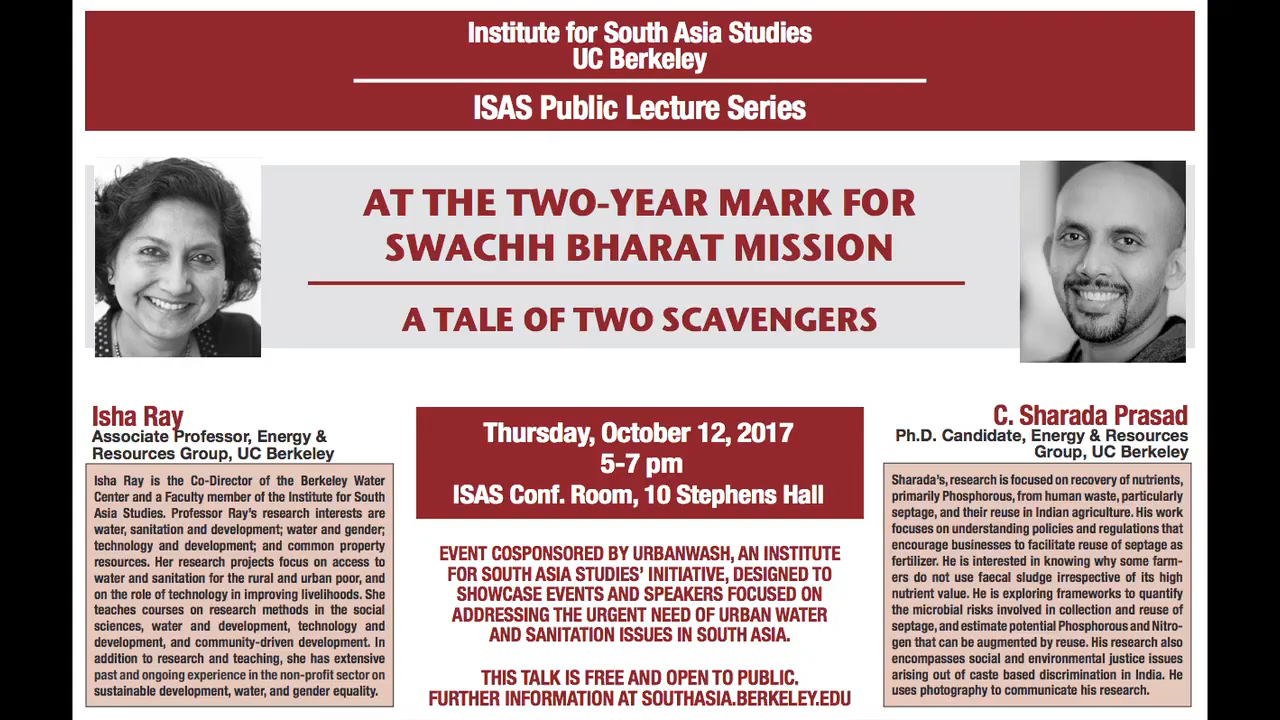 Institute for South Asia Studies
UC Berkeley
ISAS Public Lecture Series
AT THE TWO-YEAR MARK FOR
SWACHH BHARAT MISSION
A TALE OF TWO SCAVENGERS
Isha Ray
Associate Professor, Energy &
Resources Group, UC Berkeley
Isha Ray is the Co-Director of the Berkeley Water
Center and a Faculty member of the Institute for South
Asia Studies. Professor Ray's research interests are
water, sanitation and development; water and gender;
technology and development; and common property
resources. Her research projects focus on access to
water and sanitation for the rural and urban poor, and
on the role of technology in improving livelihoods. She
teaches courses on research methods in the social
sciences, water and development, technology and
development, and community-driven development. In
addition to research and teaching, she has extensive
past and ongoing experience in the non-profit sector on
sustainable development, water, and gender equality.
Thursday, October 12, 2017
5-7 pm
ISAS Conf. Room, 10 Stephens Hall
EVENT COSPONSORED BY URBANWASH, AN INSTITUTE
FOR SOUTH ASIA STUDIES' INITIATIVE, DESIGNED TO
SHOWCASE EVENTS AND SPEAKERS FOCUSED ON
ADDRESSING THE URGENT NEED OF URBAN WATER
AND SANITATION ISSUES IN SOUTH ASIA.
THIS TALK IS FREE AND OPEN TO PUBLIC.
FURTHER INFORMATION AT SOUTHASIA.BERKELEY.EDU
C. Sharada Prasad
Ph.D. Candidate, Energy & Resources
Group, UC Berkeley
Sharada's, research is focused on recovery of nutrients,
primarily Phosphorous, from human waste, particularly
septage, and their reuse in Indian agriculture. His work
focuses on understanding policies and regulations that
encourage businesses to facilitate reuse of septage as
fertilizer. He is interested in knowing why some farm-
ers do not use faecal sludge irrespective of its high
nutrient value. He is exploring frameworks to quantify
the microbial risks involved in collection and reuse of
septage, and estimate potential Phosphorous and Nitro-
gen that can be augmented by reuse. His research also
encompasses social and environmental justice issues
arising out of caste based discrimination in India. He
uses photography to communicate his research.